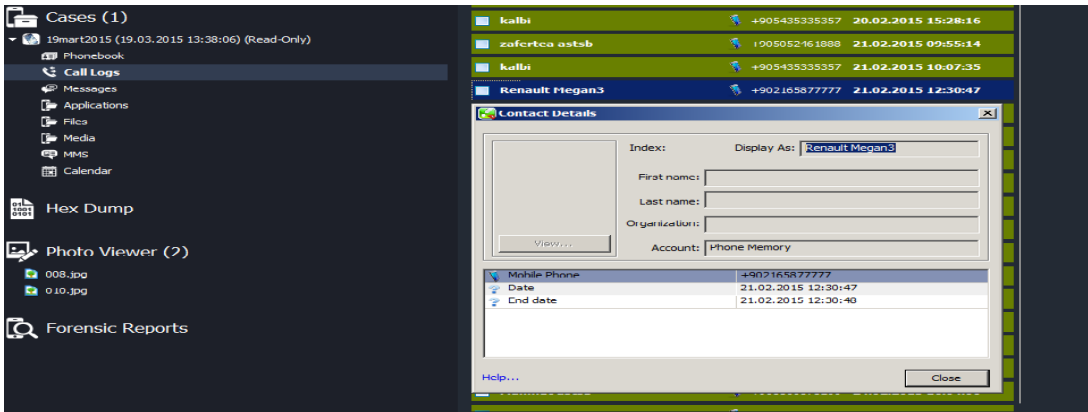 Cases (1)
19mart2015 (19.03.2015 13:38:06) (Read-Only)
Phonebook
Call Logs
Messages
Applications
Files
Media
MMS
Calendar
Hex Dump
Photo Viewer (2)
008.jpg
010.jpg
Forensic Reports
kalbi +905435335357 20.02.2015 15:28:16
zafertea astsb 21.02.2015 09:55:14
kalbi +905435335357 21.02.2015 10:07:35
Renault Megan3 +902165877777 21.02.2015 12:30:47
Contact Details
Index: Display As: Renault Megan3
First name:
Last name:
Organization:
View... Account: Phone Memory
Mobile Phone +902165877777
Date 21.02.2015 12:30:47
End date 21.02.2015 12:30:48
Help... Close